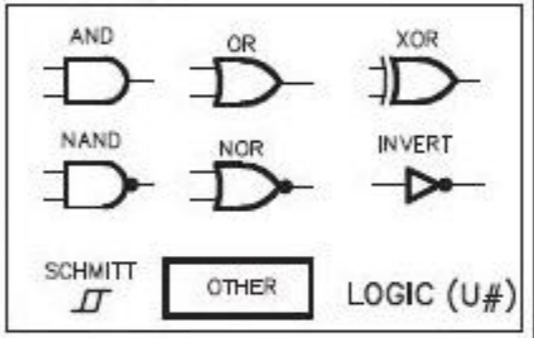 AND OR XOR
NAND NOR INVERT
SCHMITT OTHER LOGIC (U#)